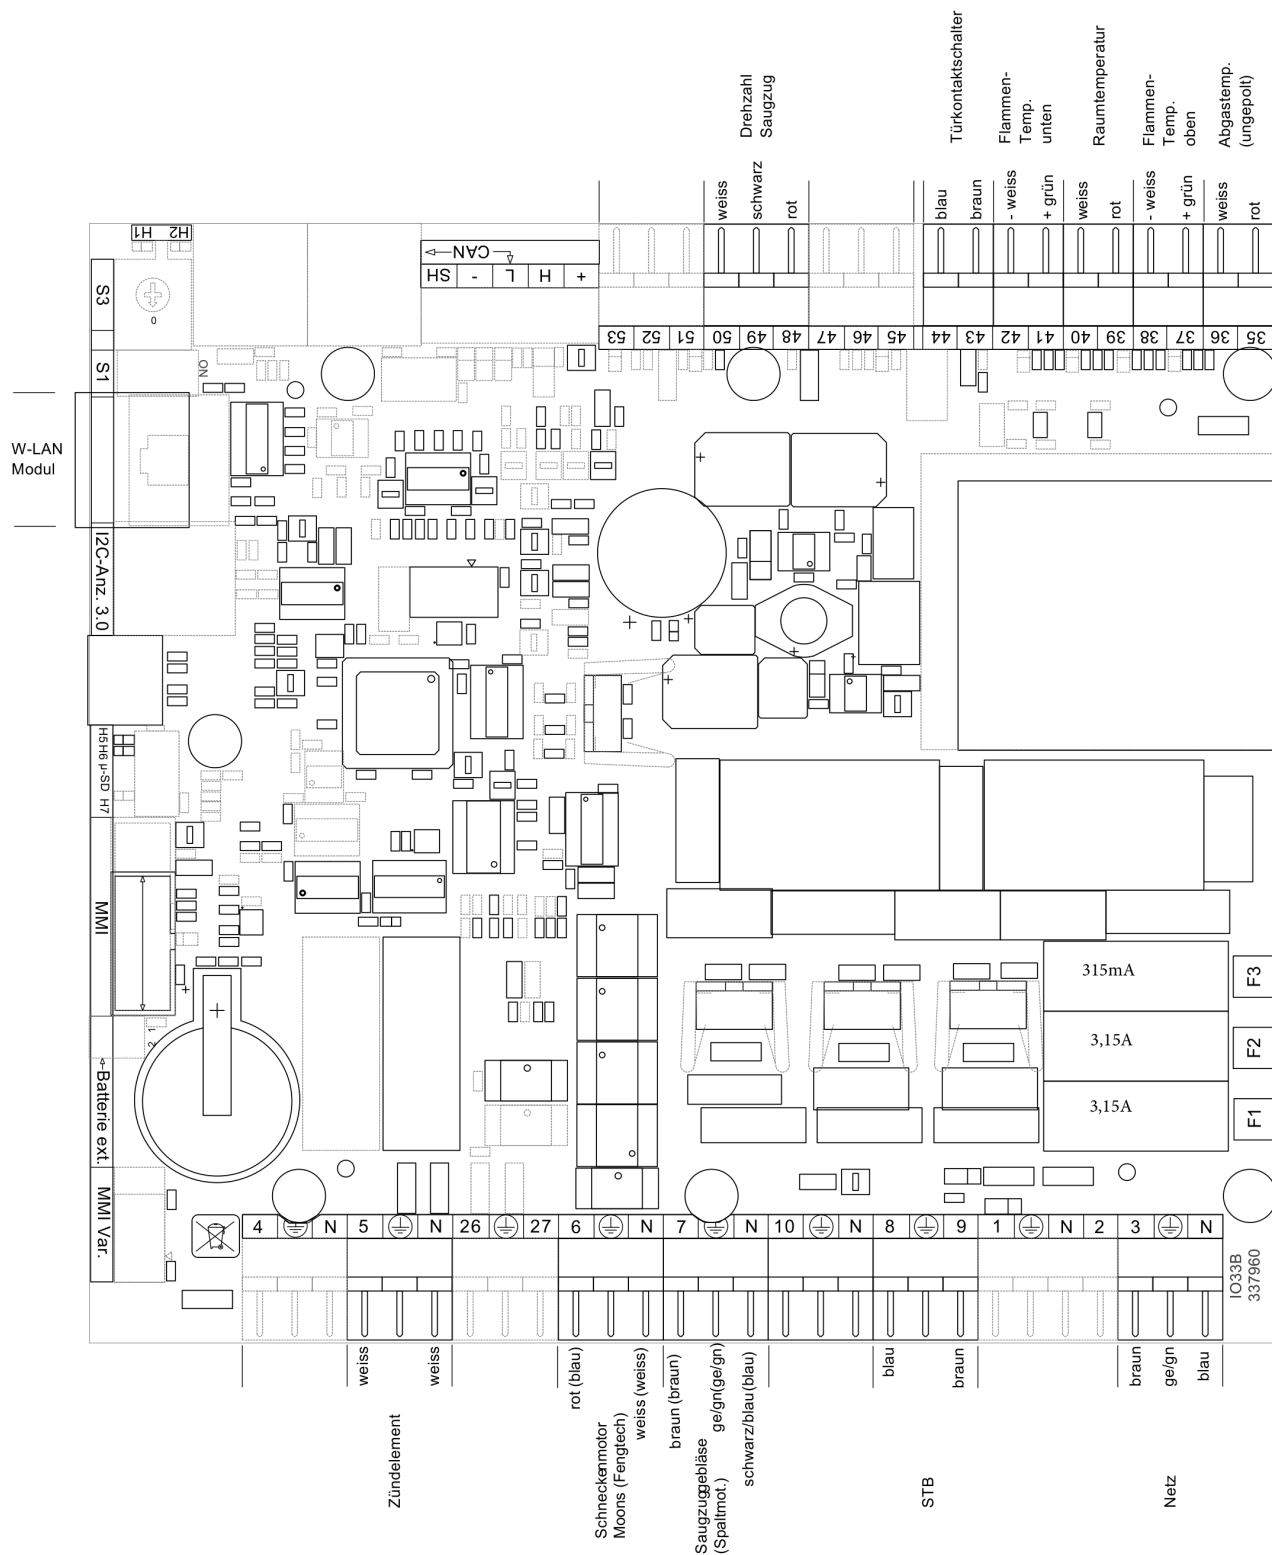 Drehzahl
Saugzug
Türkontaktschalter
Flammen-
Temp.
unten
Raumtemperatur
Flammen-
Temp.
oben
Abgastemp.
(ungepolt)
weiss
schwarz
rot
blau
braun
- weiss
+ grün
weiss
rot
- weiss
+ grün
weiss
rot
H1
H2
CAN
SH
-
L
H
+
53
52
51
50
49
48
47
46
45
44
43
42
41
40
39
38
37
36
35
S3
0
S1
ON
W-LAN
Modul
I2C-Anz. 3.0
H5 H6 µ-SD H7
MMI
2 1
Batterie ext.
MMI Var.
315mA
F3
3,15A
F2
3,15A
F1
4
N
5
N
26
27
6
N
7
N
10
N
8
9
1
N
2
3
N
IO33B
337960
weiss
weiss
rot (blau)
weiss (weiss)
braun (braun)
ge/gn(ge/gn)
schwarz/blau(blau)
blau
braun
braun
ge/gn
blau
Zündelement
Schneckenmotor
Moons (Fengtech)
Saugzuggebläse
(Spaltmot.)
STB
Netz